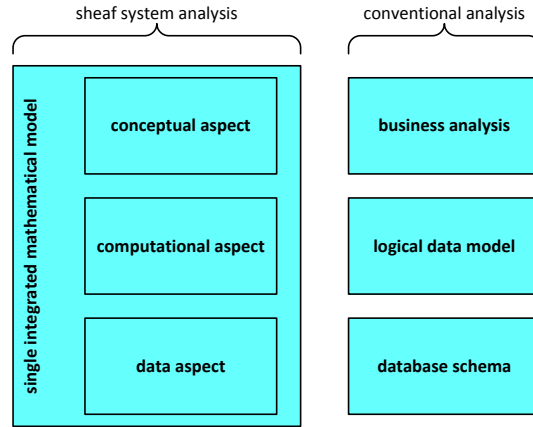 sheaf system analysis
conventional analysis
single integrated mathematical model
conceptual aspect
business analysis
computational aspect
logical data model
data aspect
database schema